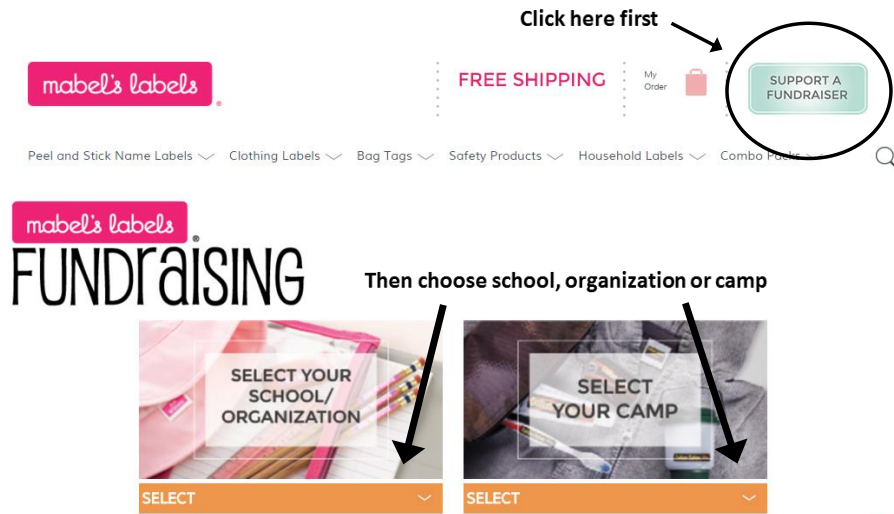 Click here first
mabel's labels
FREE SHIPPING
My
Order
SUPPORT A
FUNDRAISER
Peel and Stick Name Labels Clothing Labels Bag Tags Safety Products Household Labels Combo Packs
mabel's labels®
FUNDraISING
Then choose school, organization or camp
SELECT YOUR
SCHOOL/
ORGANIZATION
SELECT
YOUR CAMP
SELECT
SELECT